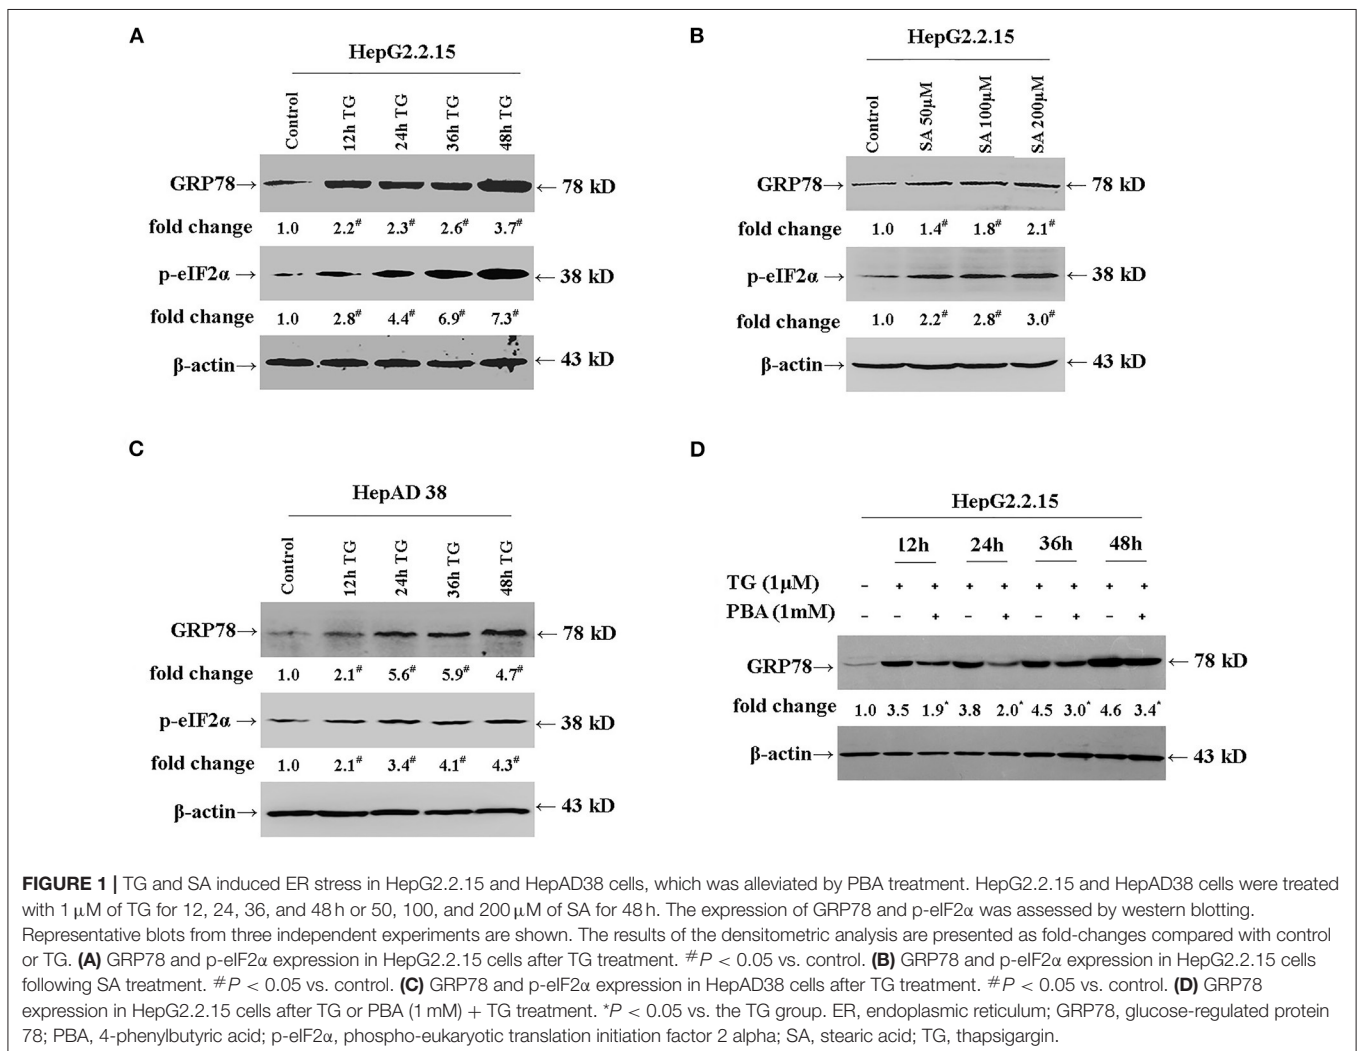 A
HepG2.2.15
Control
12h TG
24h TG
36h TG
48h TG
GRP78→
← 78 kD
fold change 1.0 2.2# 2.3# 2.6# 3.7#
p-eIF2α →
← 38 kD
fold change 1.0 2.8# 4.4# 6.9# 7.3#
β-actin→
← 43 kD
B
HepG2.2.15
Control
SA 50µM
SA 100µM
SA 200µM
GRP78→
← 78 kD
fold change 1.0 1.4# 1.8# 2.1#
p-eIF2α →
← 38 kD
fold change 1.0 2.2# 2.8# 3.0#
β-actin→
← 43 kD
C
HepAD 38
Control
12h TG
24h TG
36h TG
48h TG
GRP78→
← 78 kD
fold change 1.0 2.1# 5.6# 5.9# 4.7#
p-eIF2α→
← 38 kD
fold change 1.0 2.1# 3.4# 4.1# 4.3#
β-actin→
← 43 kD
D
HepG2.2.15
12h 24h 36h 48h
TG (1µM) – + + + + + + + +
PBA (1mM) – – + – + – + – +
GRP78→
← 78 kD
fold change 1.0 3.5 1.9* 3.8 2.0* 4.5 3.0* 4.6 3.4*
β-actin→
← 43 kD
FIGURE 1 | TG and SA induced ER stress in HepG2.2.15 and HepAD38 cells, which was alleviated by PBA treatment. HepG2.2.15 and HepAD38 cells were treated
with 1 µM of TG for 12, 24, 36, and 48 h or 50, 100, and 200 µM of SA for 48 h. The expression of GRP78 and p-eIF2α was assessed by western blotting.
Representative blots from three independent experiments are shown. The results of the densitometric analysis are presented as fold-changes compared with control
or TG. (A) GRP78 and p-eIF2α expression in HepG2.2.15 cells after TG treatment. #P < 0.05 vs. control. (B) GRP78 and p-eIF2α expression in HepG2.2.15 cells
following SA treatment. #P < 0.05 vs. control. (C) GRP78 and p-eIF2α expression in HepAD38 cells after TG treatment. #P < 0.05 vs. control. (D) GRP78
expression in HepG2.2.15 cells after TG or PBA (1 mM) + TG treatment. *P < 0.05 vs. the TG group. ER, endoplasmic reticulum; GRP78, glucose-regulated protein
78; PBA, 4-phenylbutyric acid; p-eIF2α, phospho-eukaryotic translation initiation factor 2 alpha; SA, stearic acid; TG, thapsigargin.